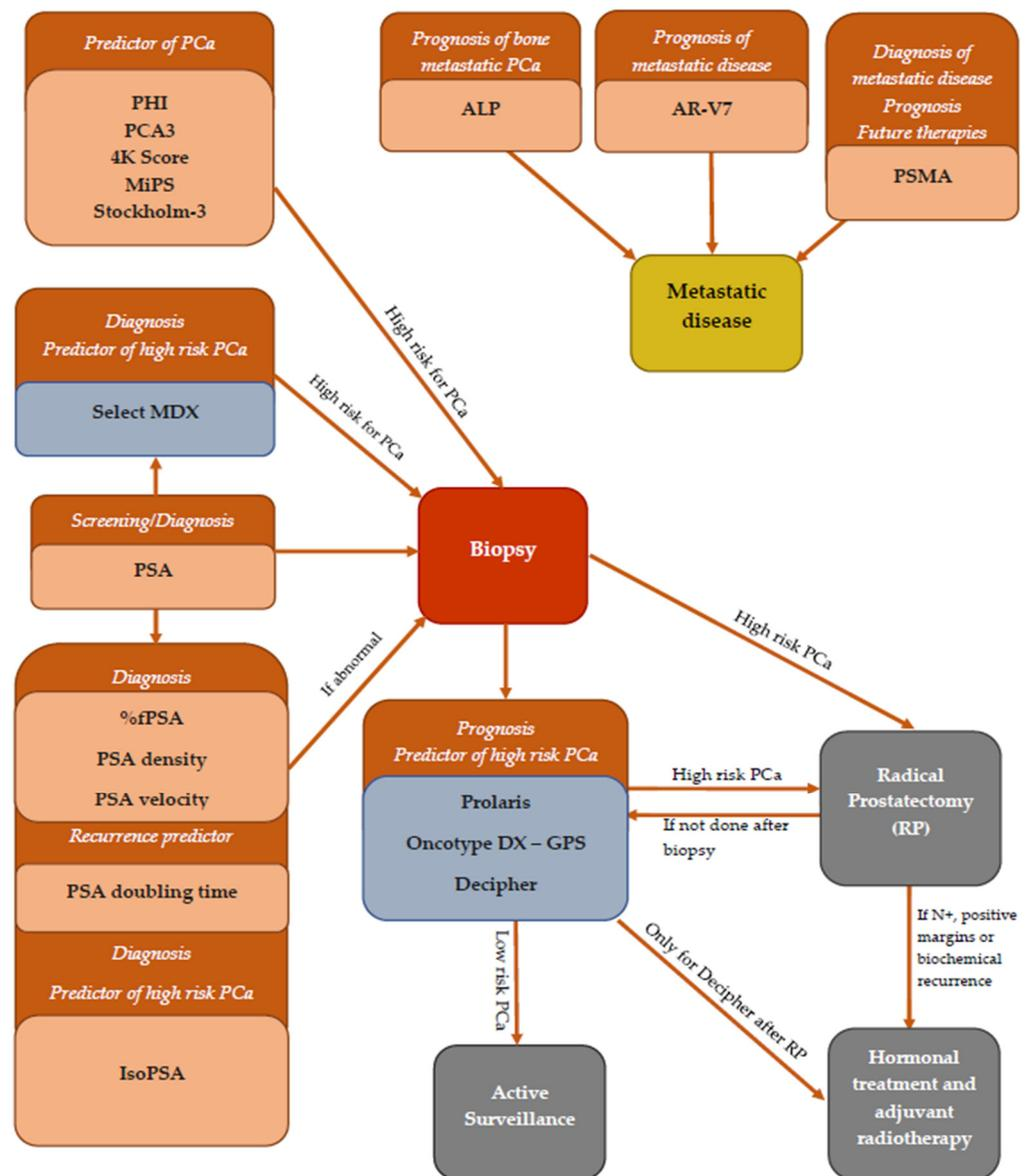 Predictor of PCa
PHI
PCA3
4K Score
MiPS
Stockholm-3
Prognosis of bone
metastatic PCa
ALP
Prognosis of
metastatic disease
AR-V7
Diagnosis of
metastatic disease
Prognosis
Future therapies
PSMA
Metastatic
disease
High risk for PCa
Diagnosis
Predictor of high risk PCa
Select MDX
High risk for PCa
Screening/Diagnosis
PSA
Biopsy
Diagnosis
%fPSA
PSA density
PSA velocity
Recurrence predictor
PSA doubling time
Diagnosis
Predictor of high risk PCa
IsoPSA
If abnormal
High risk PCa
Prognosis
Predictor of high risk PCa
Prolaris
Oncotype DX – GPS
Decipher
High risk PCa
If not done after
biopsy
Radical
Prostatectomy
(RP)
If N+, positive
margins or
biochemical
recurrence
Low risk PCa
Only for Decipher after RP
Active
Surveillance
Hormonal
treatment and
adjuvant
radiotherapy